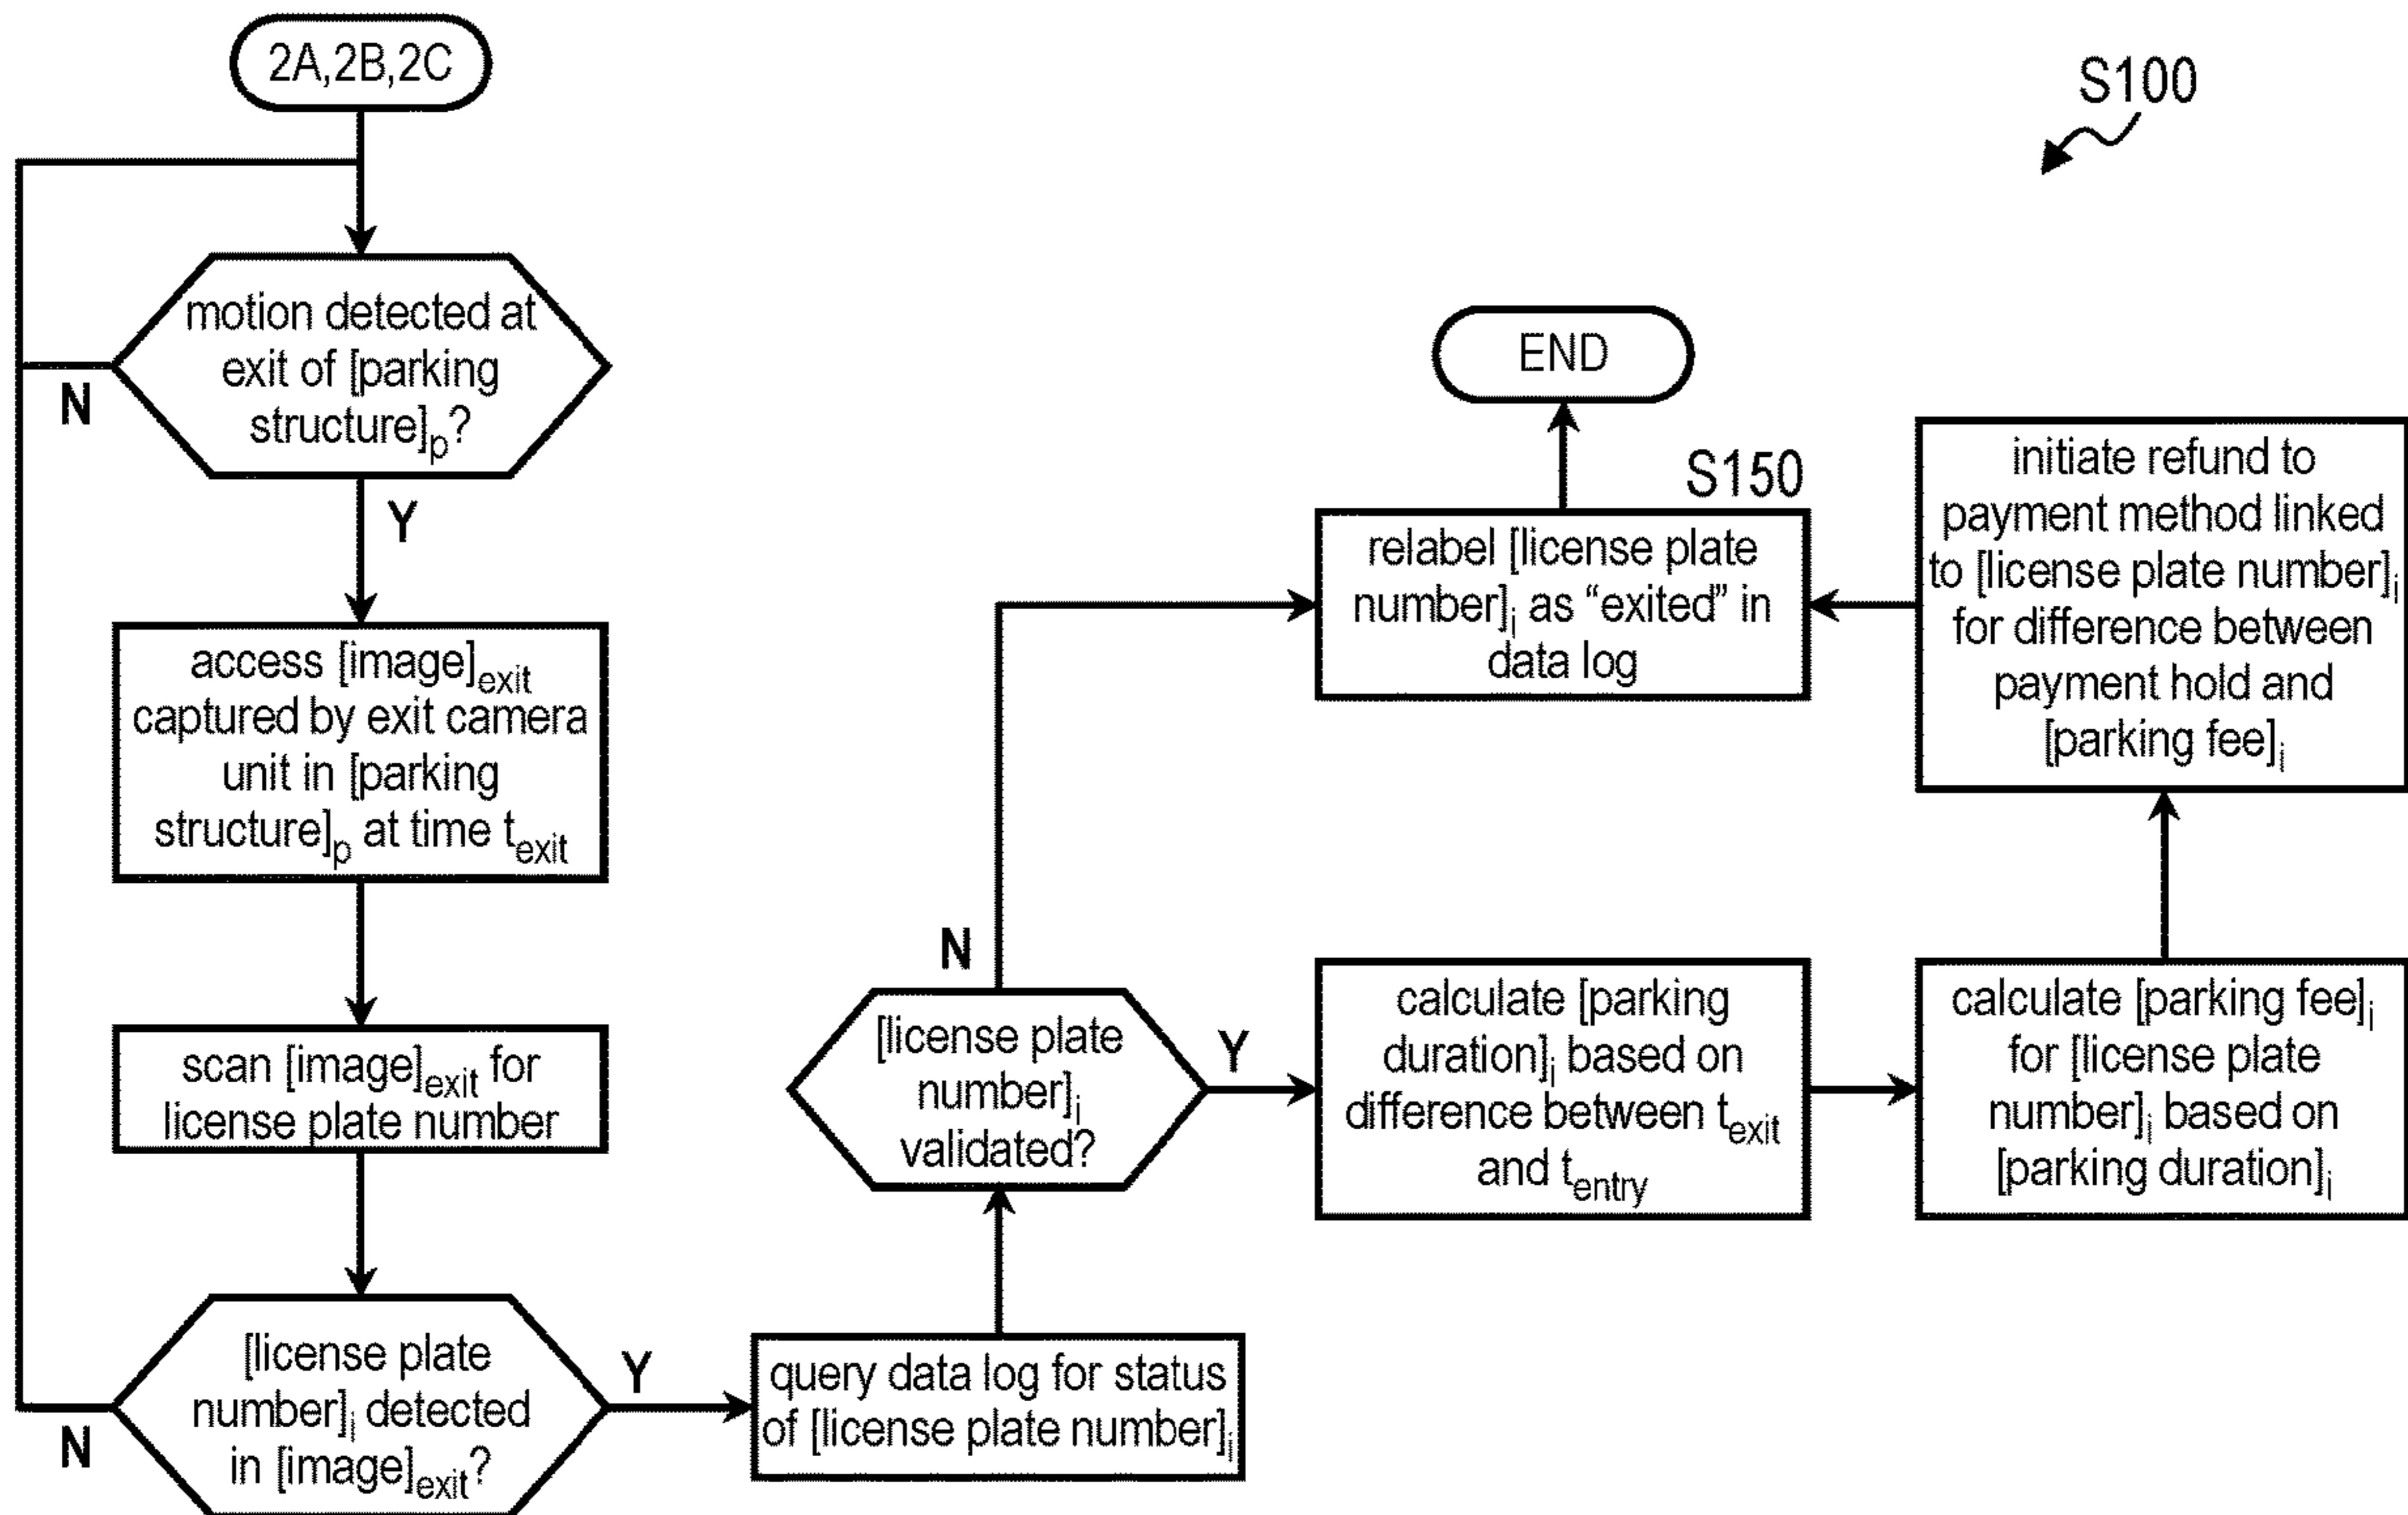 2A,2B,2C
S100
motion detected at
exit of [parking
structure]p?
N
Y
access [image]exit
captured by exit camera
unit in [parking
structure]p at time texit
scan [image]exit for
license plate number
[license plate
number]i detected
in [image]exit?
N
Y
query data log for status
of [license plate number]i
[license plate
number]i
validated?
N
Y
calculate [parking
duration]i based on
difference between texit
and tentry
calculate [parking fee]i
for [license plate
number]i based on
[parking duration]i
initiate refund to
payment method linked
to [license plate number]i
for difference between
payment hold and
[parking fee]i
S150
relabel [license plate
number]i as “exited” in
data log
END